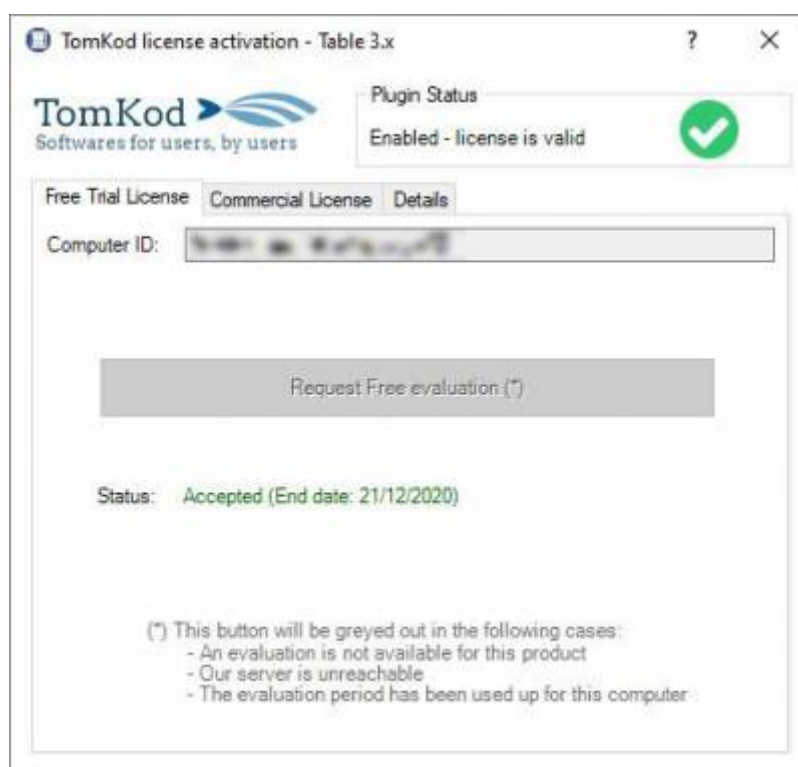 TomKod license activation - Table 3.x ?
TomKod
Softwares for users, by users
Plugin Status
Enabled - license is valid
Free Trial License Commercial License Details
Computer ID:
Request Free evaluation (*)
Status: Accepted (End date: 21/12/2020)
(*) This button will be greyed out in the following cases:
- An evaluation is not available for this product
- Our server is unreachable
- The evaluation period has been used up for this computer